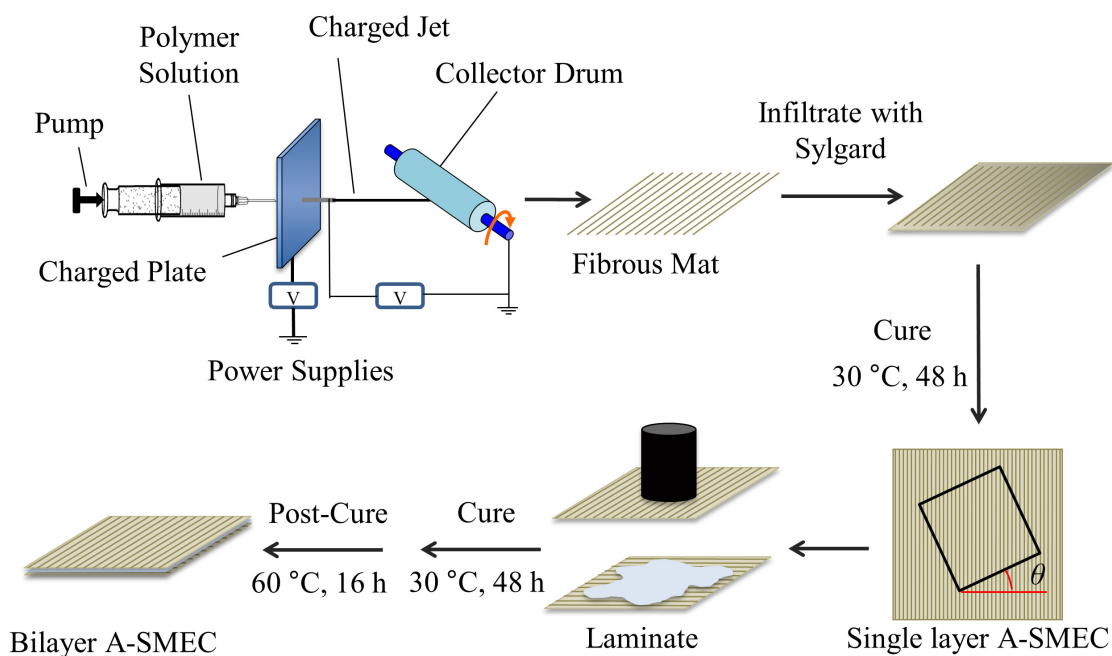 Polymer
Solution
Charged Jet
Collector Drum
Pump
Infiltrate with
Sylgard
Charged Plate
Fibrous Mat
V
V
Power Supplies
Cure
30 °C, 48 h
Post-Cure
60 °C, 16 h
Cure
30 °C, 48 h
θ
Bilayer A-SMEC
Laminate
Single layer A-SMEC